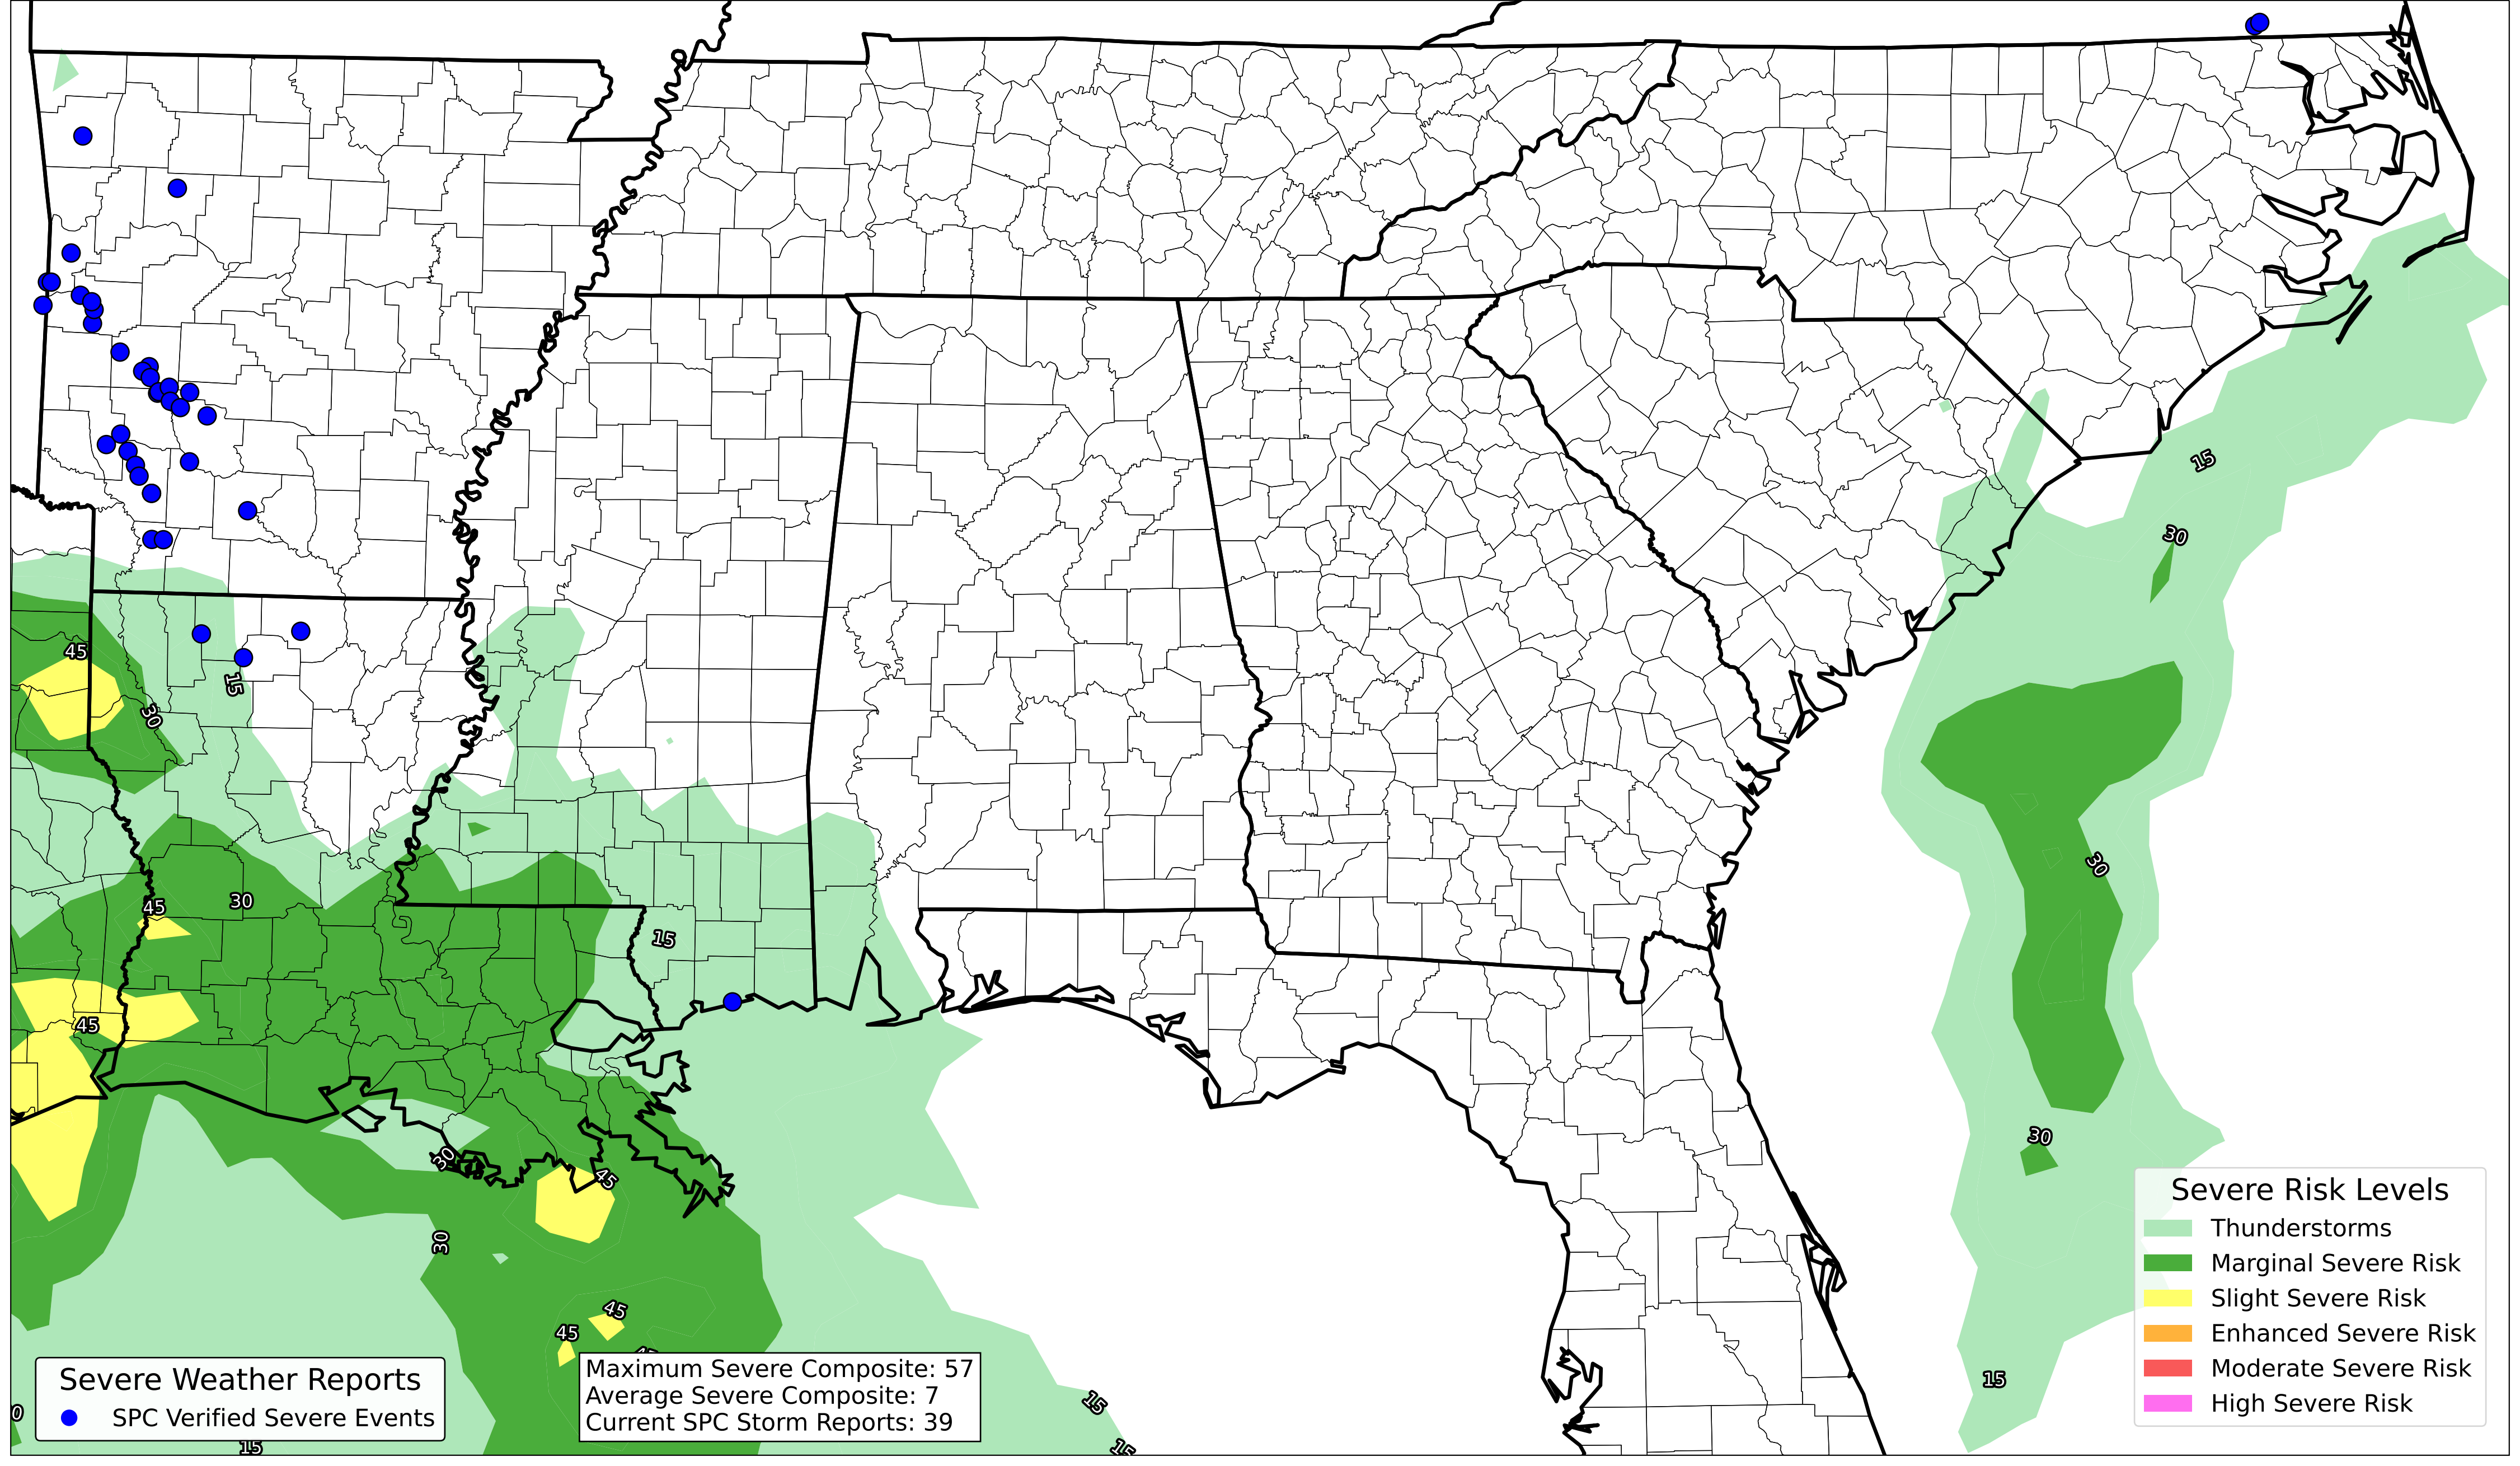 15
30
45
15
30
45
30
15
45
30
15
30
30
45
30
45
45
15
15
15
30
15
Severe Weather Reports
SPC Verified Severe Events
Maximum Severe Composite: 57
Average Severe Composite: 7
Current SPC Storm Reports: 39
Severe Risk Levels
Thunderstorms
Marginal Severe Risk
Slight Severe Risk
Enhanced Severe Risk
Moderate Severe Risk
High Severe Risk